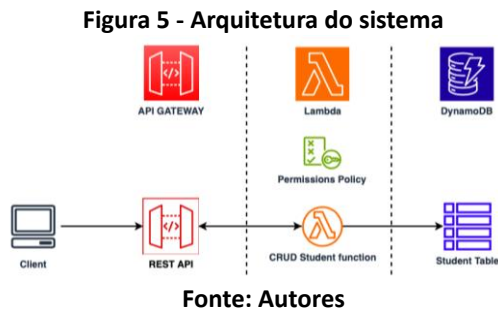 Figura 5 - Arquitetura do sistema
API GATEWAY
Lambda
DynamoDB
Permissions Policy
Client
REST API
CRUD Student function
Student Table
Fonte: Autores